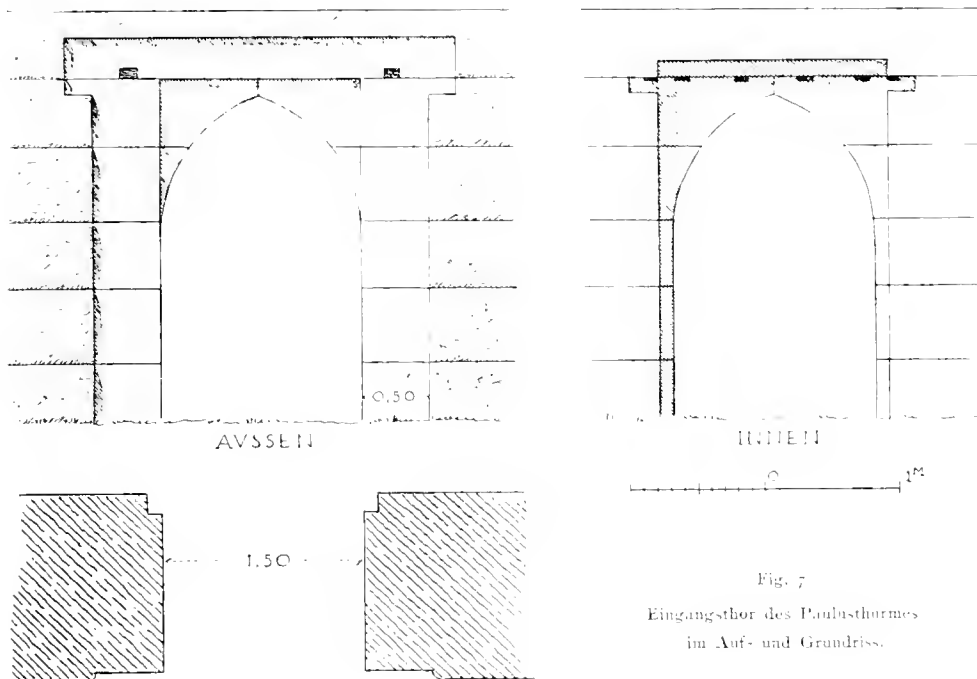 0,50
AVSSEN
INNEN
0
1M
1,50
Fig. 7
Eingangsthor des Paulusthurmes
im Auf- und Grundriss.